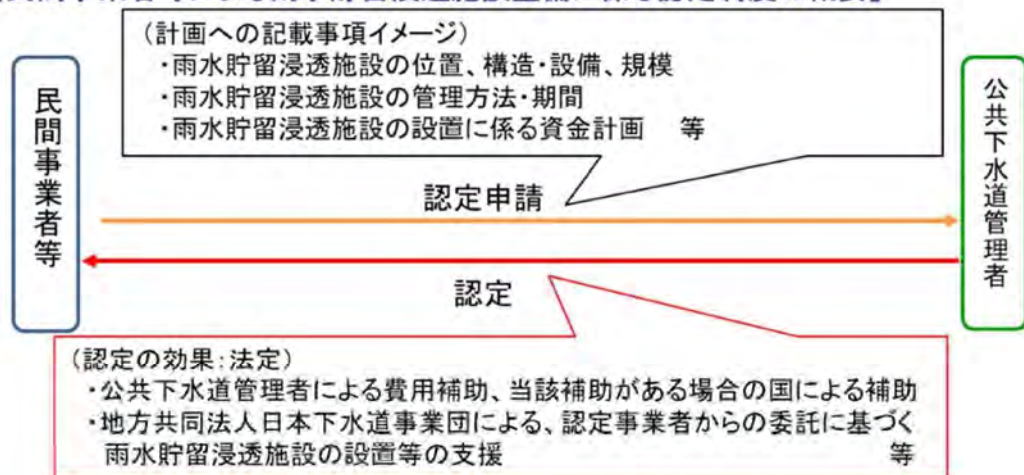 (計画への記載事項イメージ)
・雨水貯留浸透施設の位置、構造・設備、規模
・雨水貯留浸透施設の管理方法・期間
・雨水貯留浸透施設の設置に係る資金計画 等
民間事業者等
公共下水道管理者
認定申請
認定
(認定の効果:法定)
・公共下水道管理者による費用補助、当該補助がある場合の国による補助
・地方共同法人日本下水道事業団による、認定事業者からの委託に基づく
雨水貯留浸透施設の設置等の支援 等